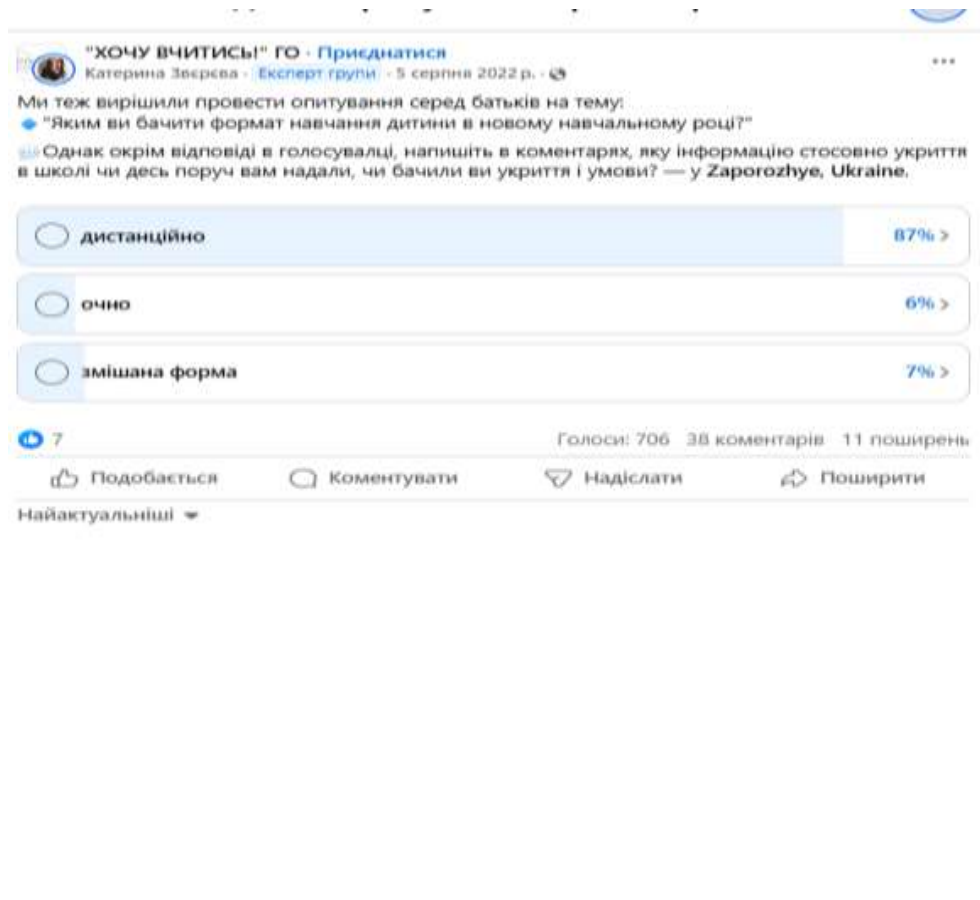 "ХОЧУ ВЧИТИСЬ!" ГО · Приєднатися
Катерина Звєрєва · Експерт групи · 5 серпня 2022 р. ·
Ми теж вирішили провести опитування серед батьків на тему:
"Яким ви бачити формат навчання дитини в новому навчальному році?"
Однак окрім відповіді в голосувалці, напишіть в коментарях, яку інформацію стосовно укриття
в школі чи десь поруч вам надали, чи бачили ви укриття і умови? — у Zaporozhye, Ukraine.
дистанційно 87% >
очно 6% >
змішана форма 7% >
7 Голоси: 706 38 коментарів 11 поширень
Подобається Коментувати Надіслати Поширити
Найактуальніші